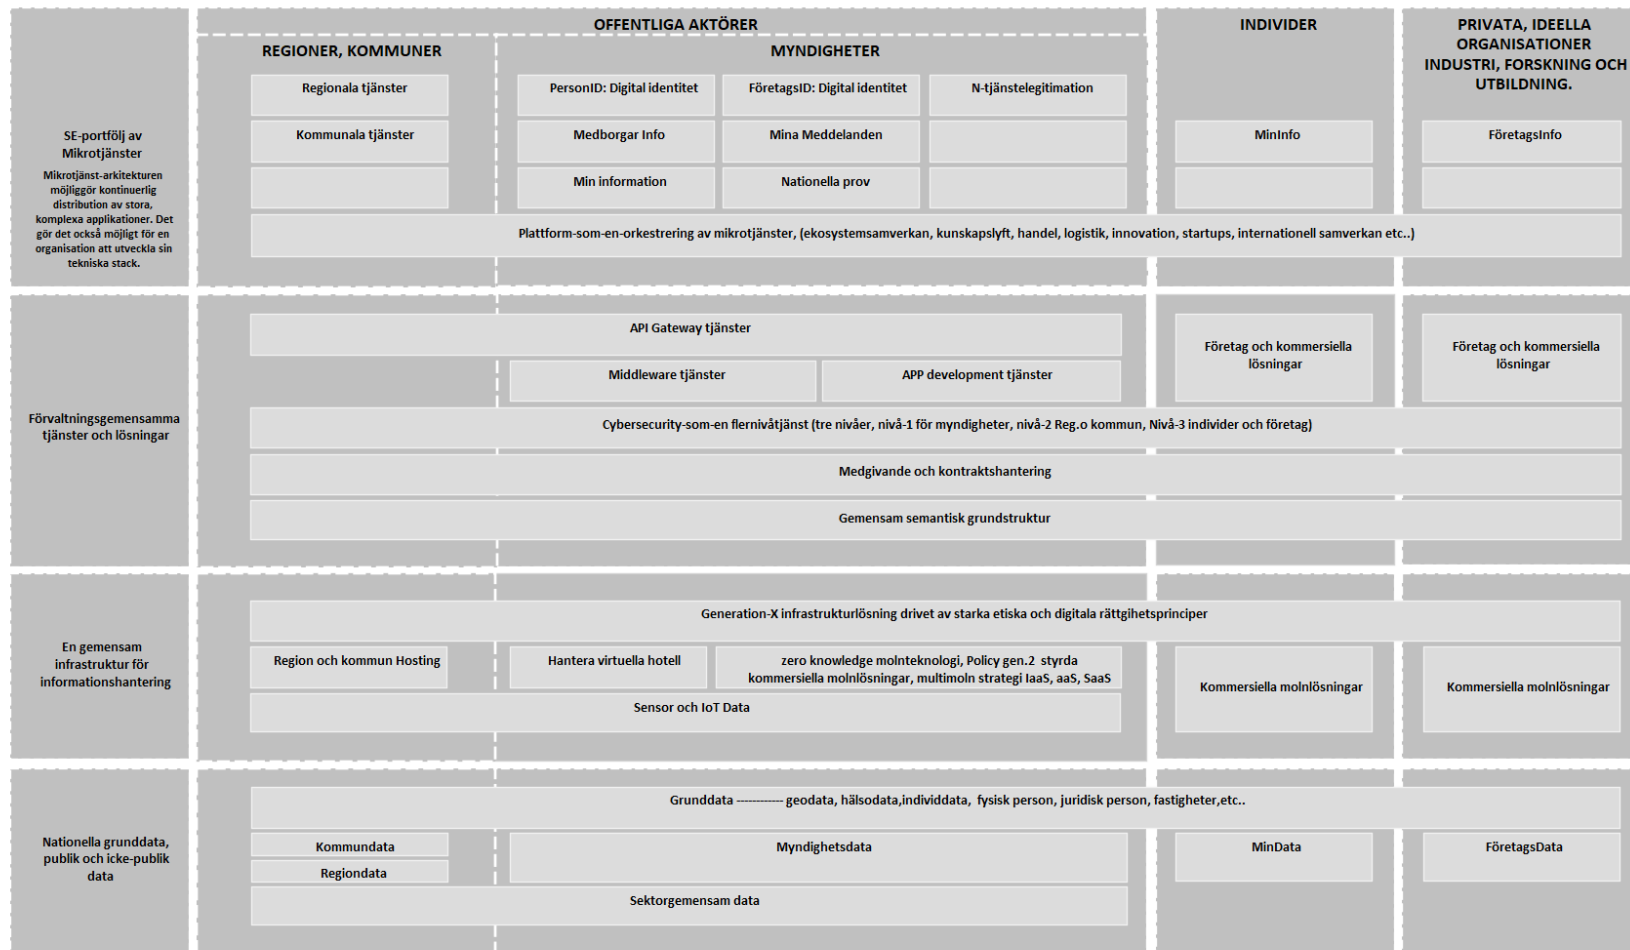 OFFENTLIGA AKTÖRER
INDIVIDER
PRIVATA, IDEELLA
ORGANISATIONER
INDUSTRI, FORSKNING OCH
UTBILDNING.
REGIONER, KOMMUNER
MYNDIGHETER
SE-portfölj av
Mikrotjänster
Mikrotjänst-arkitekturen
möjliggör kontinuerlig
distribution av stora,
komplexa applikationer. Det
gör det också möjligt för en
organisation att utveckla sin
tekniska stack.
Regionala tjänster
PersonID: Digital identitet
FöretagsID: Digital identitet
N-tjänstelegitimation
Kommunala tjänster
Medborgar Info
Mina Meddelanden
MinInfo
FöretagsInfo
Min information
Nationella prov
Plattform-som-en-orkestrering av mikrotjänster, (ekosystemsamverkan, kunskapslyft, handel, logistik, innovation, startups, internationell samverkan etc..)
Förvaltningsgemensamma
tjänster och lösningar
API Gateway tjänster
Företag och kommersiella
lösningar
Företag och kommersiella
lösningar
Middleware tjänster
APP development tjänster
Cybersecurity-som-en flernivåtjänst (tre nivåer, nivå-1 för myndigheter, nivå-2 Reg.o kommun, Nivå-3 individer och företag)
Medgivande och kontraktshantering
Gemensam semantisk grundstruktur
En gemensam
infrastruktur för
informationshantering
Generation-X infrastrukturlösning drivet av starka etiska och digitala rättgihetsprinciper
Region och kommun Hosting
Hantera virtuella hotell
zero knowledge molnteknologi, Policy gen.2 styrda
kommersiella molnlösningar, multimoln strategi IaaS, aaS, SaaS
Kommersiella molnlösningar
Kommersiella molnlösningar
Sensor och IoT Data
Nationella grunddata,
publik och icke-publik
data
Grunddata ------------ geodata, hälsodata,individdata, fysisk person, juridisk person, fastigheter,etc..
Kommundata
Regiondata
Myndighetsdata
MinData
FöretagsData
Sektorgemensam data